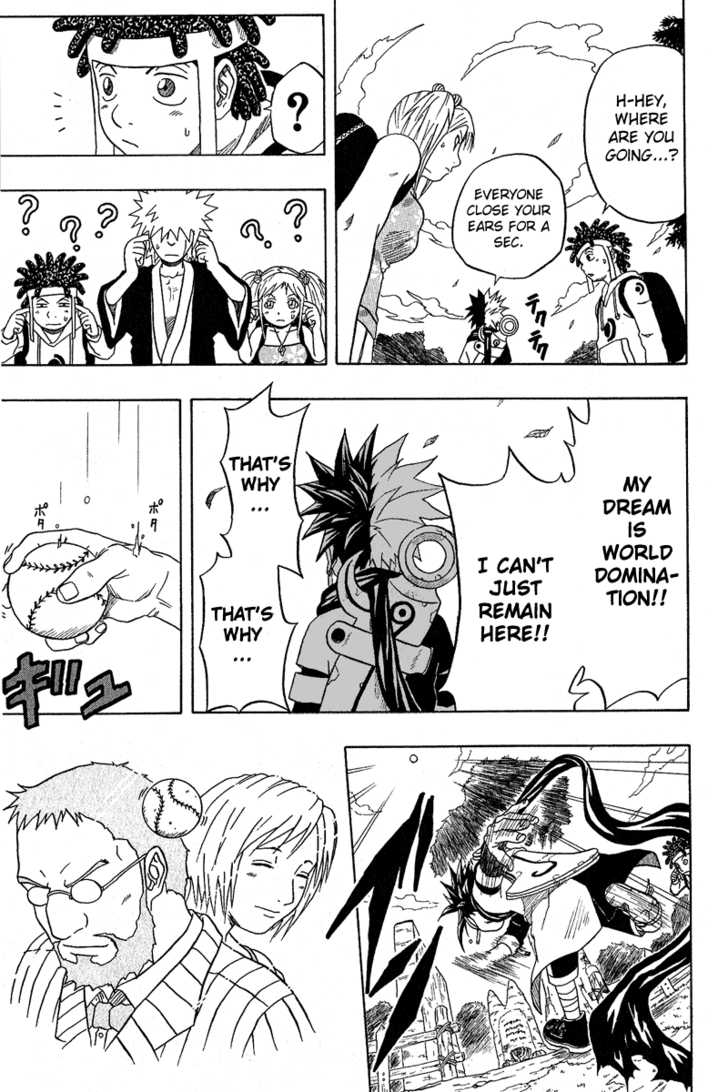 H-HEY,
WHERE
ARE YOU
GOING...?
EVERYONE
CLOSE YOUR
EARS FOR A
SEC.
テク
テク
?
?
?
?
?
?
?
MY
DREAM
IS
WORLD
DOMINA-
TION!!
I CAN'T
JUST
REMAIN
HERE!!
THAT'S
WHY
...
THAT'S
WHY
...
ポタ
ポタ
ギュ